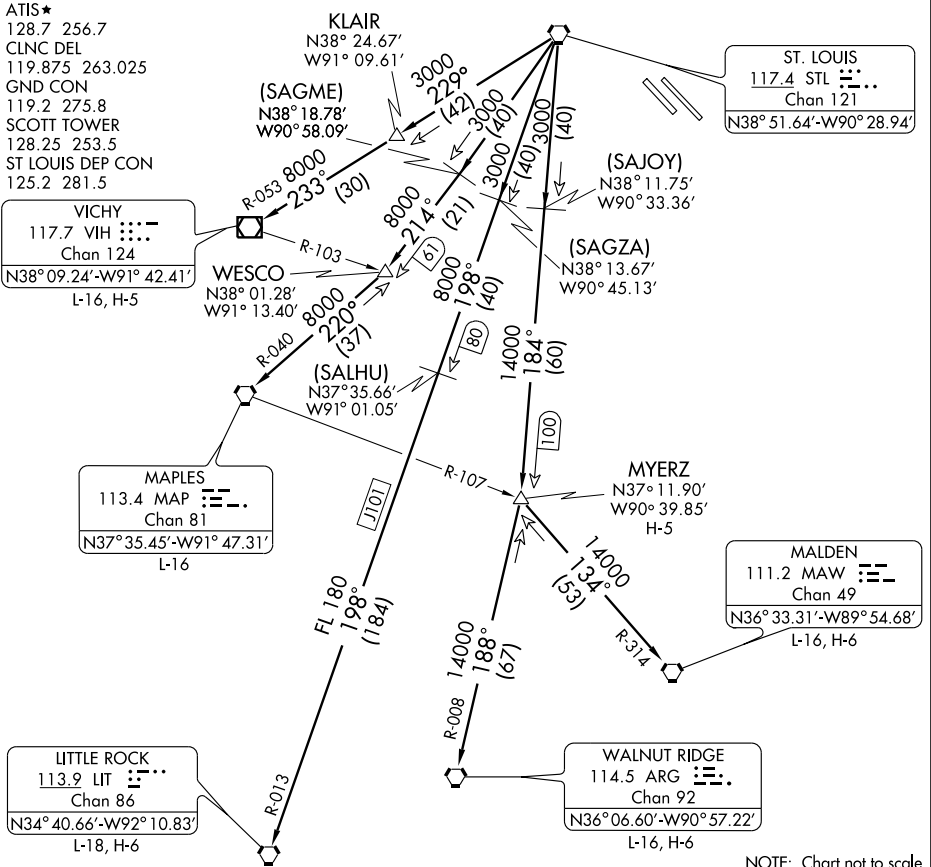 ATIS★
128.7 256.7
CLNC DEL
119.875 263.025
GND CON
119.2 275.8
SCOTT TOWER
128.25 253.5
ST LOUIS DEP CON
125.2 281.5
KLAIR
N38° 24.67'
W91° 09.61'
(SAGME)
N38° 18.78'
W90° 58.09'
ST. LOUIS
117.4 STL
Chan 121
N38° 51.64'-W90° 28.94'
3000
229°
(42)
3000
(40)
3000
(40)
3000
(40)
(SAJOY)
N38° 11.75'
W90° 33.36'
(SAGZA)
N38° 13.67'
W90° 45.13'
R-053 8000
233°
(30)
VICHY
117.7 VIH
Chan 124
N38° 09.24'-W91° 42.41'
L-16, H-5
R-103
8000
214°
(21)
61
WESCO
N38° 01.28'
W91° 13.40'
8000
198°
(40)
80
14000
184°
(60)
100
R-040
8000
220°
(37)
(SALHU)
N37° 35.66'
W91° 01.05'
MAPLES
113.4 MAP
Chan 81
N37° 35.45'-W91° 47.31'
L-16
R-107
J101
MYERZ
N37° 11.90'
W90° 39.85'
H-5
14000
134°
(53)
R-314
MALDEN
111.2 MAW
Chan 49
N36° 33.31'-W89° 54.68'
L-16, H-6
FL 180
198°
(184)
14000
188°
(67)
R-008
LITTLE ROCK
113.9 LIT
Chan 86
N34° 40.66'-W92° 10.83'
L-18, H-6
R-013
WALNUT RIDGE
114.5 ARG
Chan 92
N36° 06.60'-W90° 57.22'
L-16, H-6
NOTE: Chart not to scale